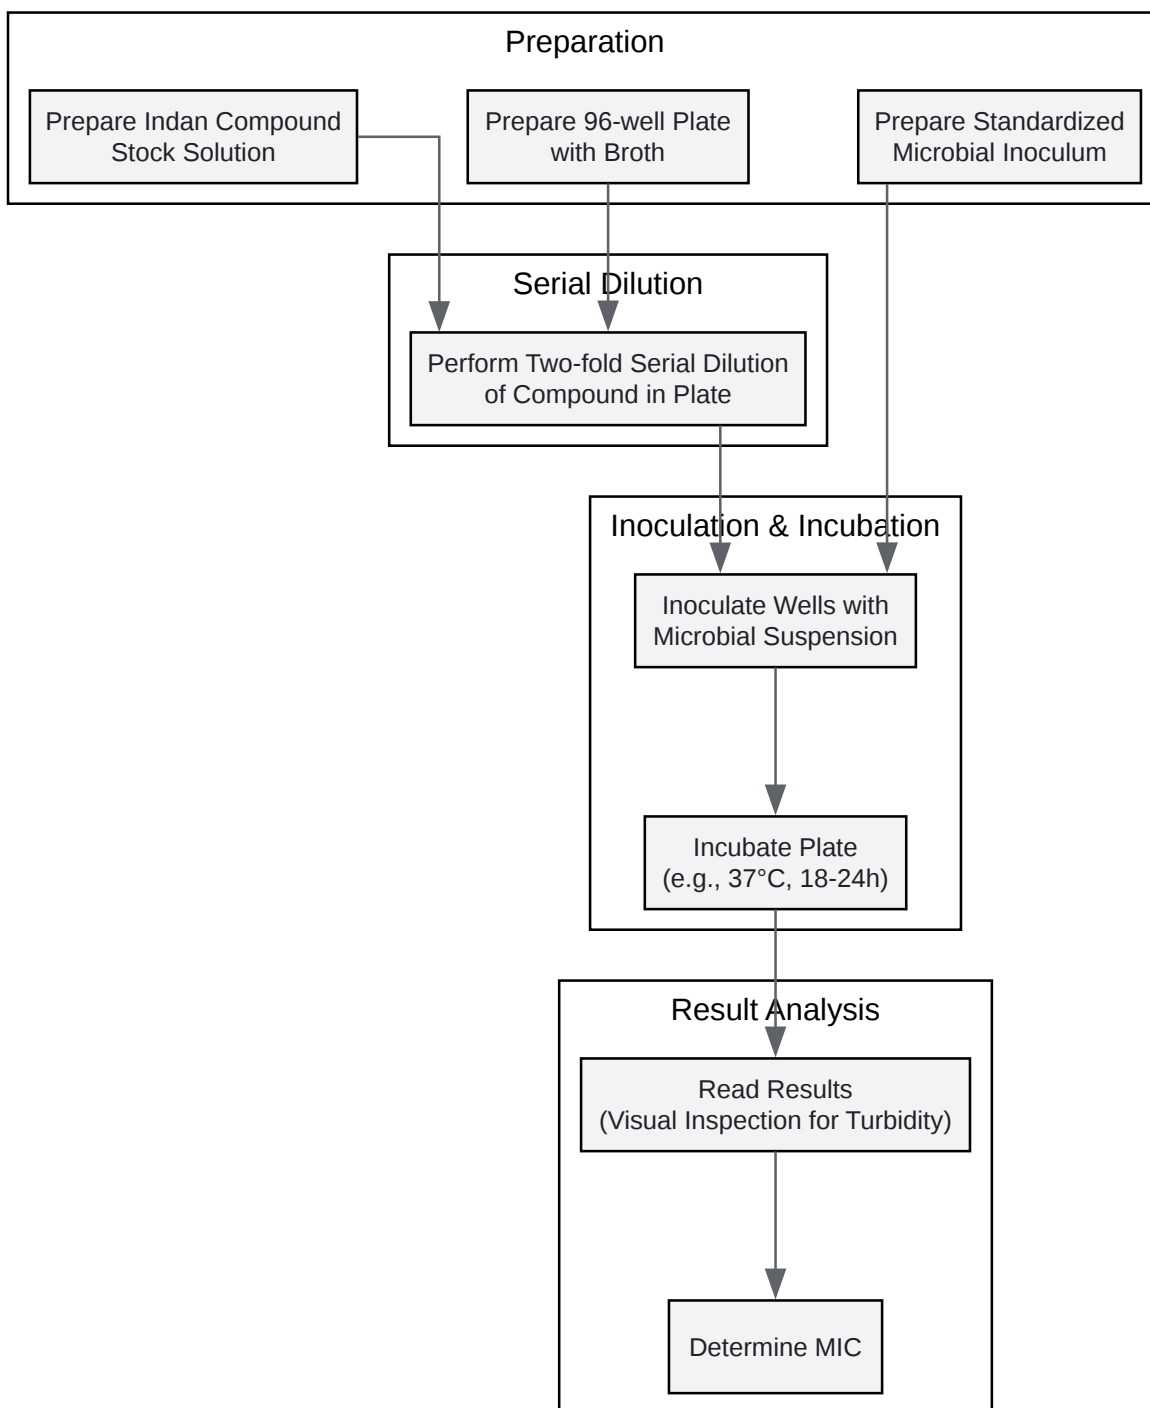 Preparation
Prepare Indan Compound
Stock Solution
Prepare 96-well Plate
with Broth
Prepare Standardized
Microbial Inoculum
Serial Dilution
Perform Two-fold Serial Dilution
of Compound in Plate
Inoculation & Incubation
Inoculate Wells with
Microbial Suspension
Incubate Plate
(e.g., 37°C, 18-24h)
Result Analysis
Read Results
(Visual Inspection for Turbidity)
Determine MIC